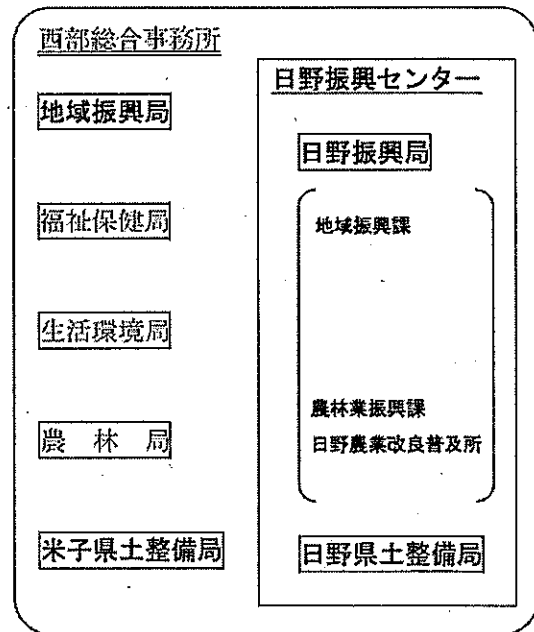 西部総合事務所
地域振興局
福祉保健局
生活環境局
農林局
米子県土整備局
日野振興センター
日野振興局
地域振興課
農林業振興課
日野農業改良普及所
日野県土整備局